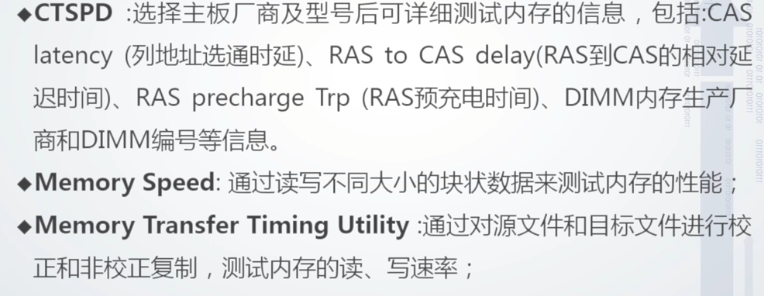 ◆CTSPD :选择主板厂商及型号后可详细测试内存的信息，包括:CAS
latency (列地址选通时延)、RAS to CAS delay(RAS到CAS的相对延
迟时间)、RAS precharge Trp (RAS预充电时间)、DIMM内存生产厂
商和DIMM编号等信息。
◆Memory Speed: 通过读写不同大小的块状数据来测试内存的性能；
◆Memory Transfer Timing Utility :通过对源文件和目标文件进行校
正和非校正复制，测试内存的读、写速率；